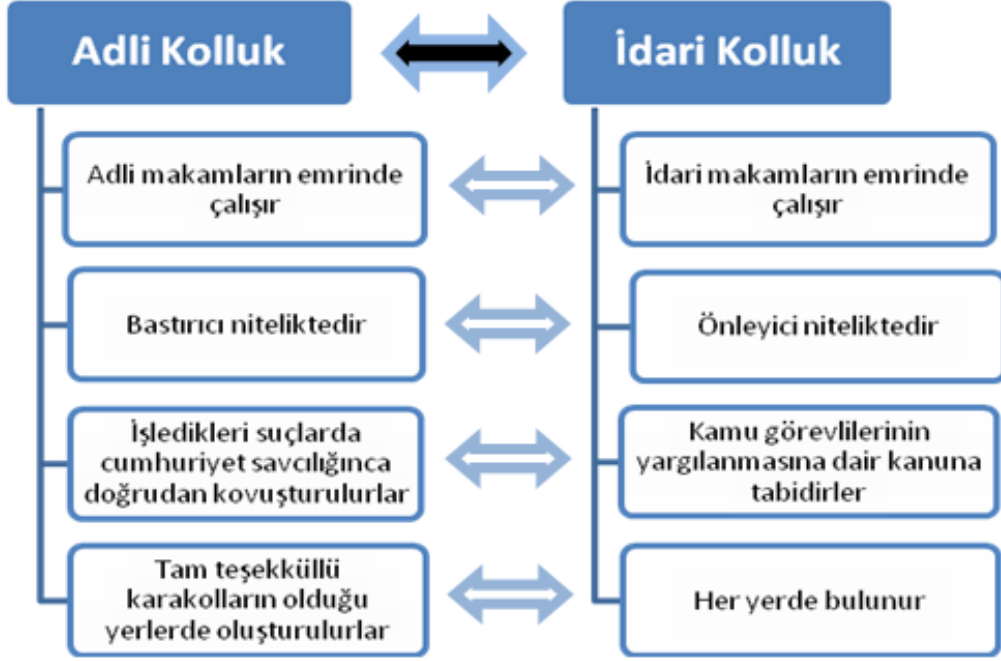 Adli Kolluk
İdari Kolluk
Adli makamların emrinde
çalışır
İdari makamların emrinde
çalışır
Bastırıcı niteliktedir
Önleyici niteliktedir
İşledikleri suçlarda
cumhuriyet savcılığınca
doğrudan kovuşturulurlar
Kamu görevlilerinin
yargılanmasına dair kanuna
tabidirler
Tam teşekküllü
karakolların olduğu
yerlerde oluşturulurlar
Her yerde bulunur